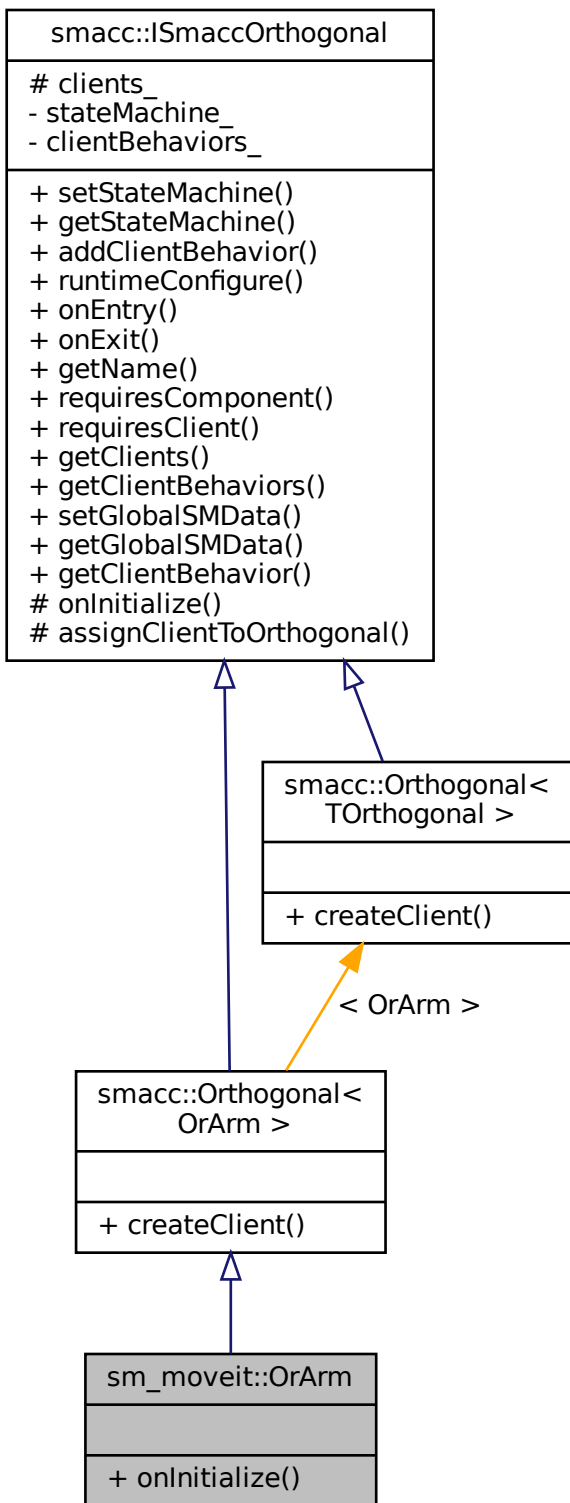 smacc::ISmaccOrthogonal
# clients_
- stateMachine_
- clientBehaviors_
+ setStateMachine()
+ getStateMachine()
+ addClientBehavior()
+ runtimeConfigure()
+ onEntry()
+ onExit()
+ getName()
+ requiresComponent()
+ requiresClient()
+ getClients()
+ getClientBehaviors()
+ setGlobalSMData()
+ getGlobalSMData()
+ getClientBehavior()
# onInitialize()
# assignClientToOrthogonal()
smacc::Orthogonal<
TOrthogonal >
+ createClient()
< OrArm >
smacc::Orthogonal<
OrArm >
+ createClient()
sm_moveit::OrArm
+ onInitialize()